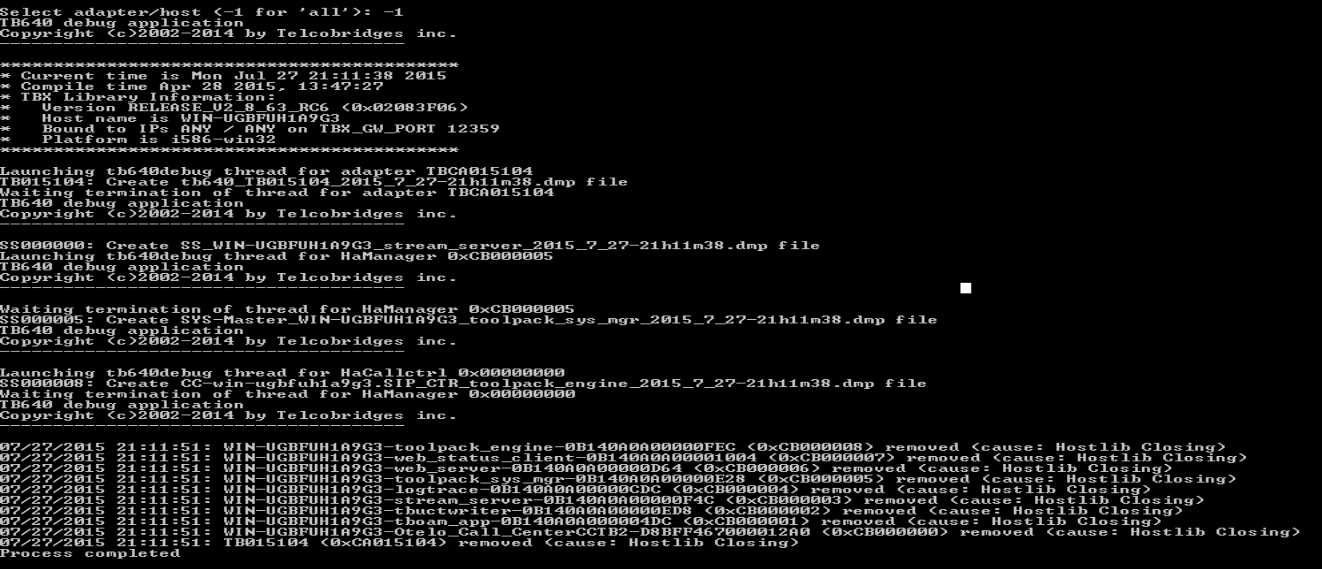 Select adapter/host (-1 for 'all'): -1
TB640 debug application
Copyright (c)2002-2014 by Telcobridges inc.
---------------------------------------
********************************************
* Current time is Mon Jul 27 21:11:38 2015
* Compile time Apr 28 2015, 13:47:27
* TBX Library Information:
*   Version RELEASE_V2_8_63_RC6 (0x02083F06)
*   Host name is WIN-UGBFUH1A9G3
*   Bound to IPs ANY / ANY on TBX_GW_PORT 12359
*   Platform is i586-win32
********************************************
Launching tb640debug thread for adapter TBCA015104
TB015104: Create tb640_TB015104_2015_7_27-21h11m38.dmp file
Waiting termination of thread for adapter TBCA015104
TB640 debug application
Copyright (c)2002-2014 by Telcobridges inc.
---------------------------------------
SS000000: Create SS_WIN-UGBFUH1A9G3_stream_server_2015_7_27-21h11m38.dmp file
Launching tb640debug thread for HaManager 0xCB000005
TB640 debug application
Copyright (c)2002-2014 by Telcobridges inc.
---------------------------------------
Waiting termination of thread for HaManager 0xCB000005
SS000005: Create SYS-Master_WIN-UGBFUH1A9G3_toolpack_sys_mgr_2015_7_27-21h11m38.dmp file
TB640 debug application
Copyright (c)2002-2014 by Telcobridges inc.
---------------------------------------
Launching tb640debug thread for HaCallctrl 0x00000000
SS000008: Create CC-win-ugbfuh1a9g3.SIP_CTR_toolpack_engine_2015_7_27-21h11m38.dmp file
Waiting termination of thread for HaManager 0x00000000
TB640 debug application
Copyright (c)2002-2014 by Telcobridges inc.
---------------------------------------
07/27/2015 21:11:51: WIN-UGBFUH1A9G3-toolpack_engine-0B140A0A00000FEC (0xCB000008) removed (cause: Hostlib Closing)
07/27/2015 21:11:51: WIN-UGBFUH1A9G3-web_status_client-0B140A0A00001004 (0xCB000007) removed (cause: Hostlib Closing)
07/27/2015 21:11:51: WIN-UGBFUH1A9G3-web_server-0B140A0A00000D64 (0xCB000006) removed (cause: Hostlib Closing)
07/27/2015 21:11:51: WIN-UGBFUH1A9G3-toolpack_sys_mgr-0B140A0A00000E28 (0xCB000005) removed (cause: Hostlib Closing)
07/27/2015 21:11:51: WIN-UGBFUH1A9G3-logtrace-0B140A0A00000CDC (0xCB000004) removed (cause: Hostlib Closing)
07/27/2015 21:11:51: WIN-UGBFUH1A9G3-stream_server-0B140A0A00000F4C (0xCB000003) removed (cause: Hostlib Closing)
07/27/2015 21:11:51: WIN-UGBFUH1A9G3-tbuctwriter-0B140A0A00000ED8 (0xCB000002) removed (cause: Hostlib Closing)
07/27/2015 21:11:51: WIN-UGBFUH1A9G3-tboam_app-0B140A0A000004DC (0xCB000001) removed (cause: Hostlib Closing)
07/27/2015 21:11:51: WIN-UGBFUH1A9G3-Otelo_Call_CenterCCTB2-D8BFF467000012A0 (0xCB000000) removed (cause: Hostlib Closing)
07/27/2015 21:11:51: TB015104 (0xCA015104) removed (cause: Hostlib Closing)
Process completed